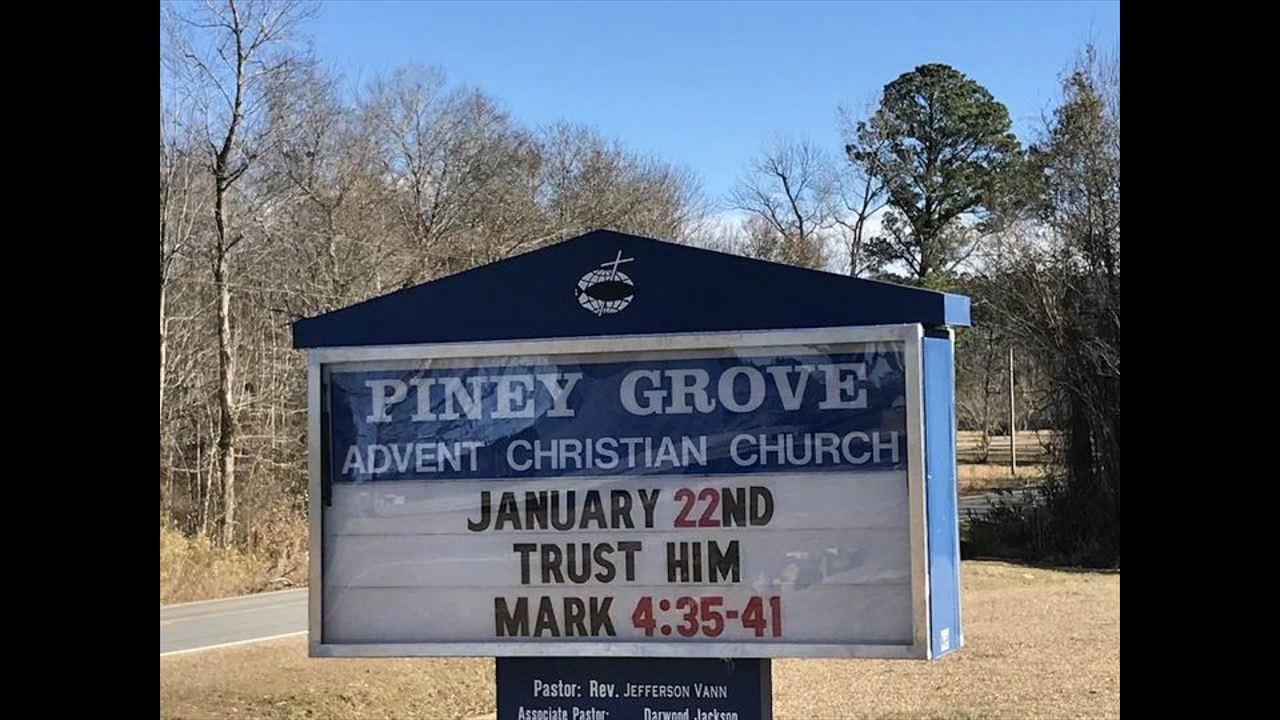 PINEY GROVE
ADVENT CHRISTIAN CHURCH
JANUARY 22ND
TRUST HIM
MARK 4:35-41
Pastor: Rev. JEFFERSON VANN
Associate Pastor: Darwood Jackson